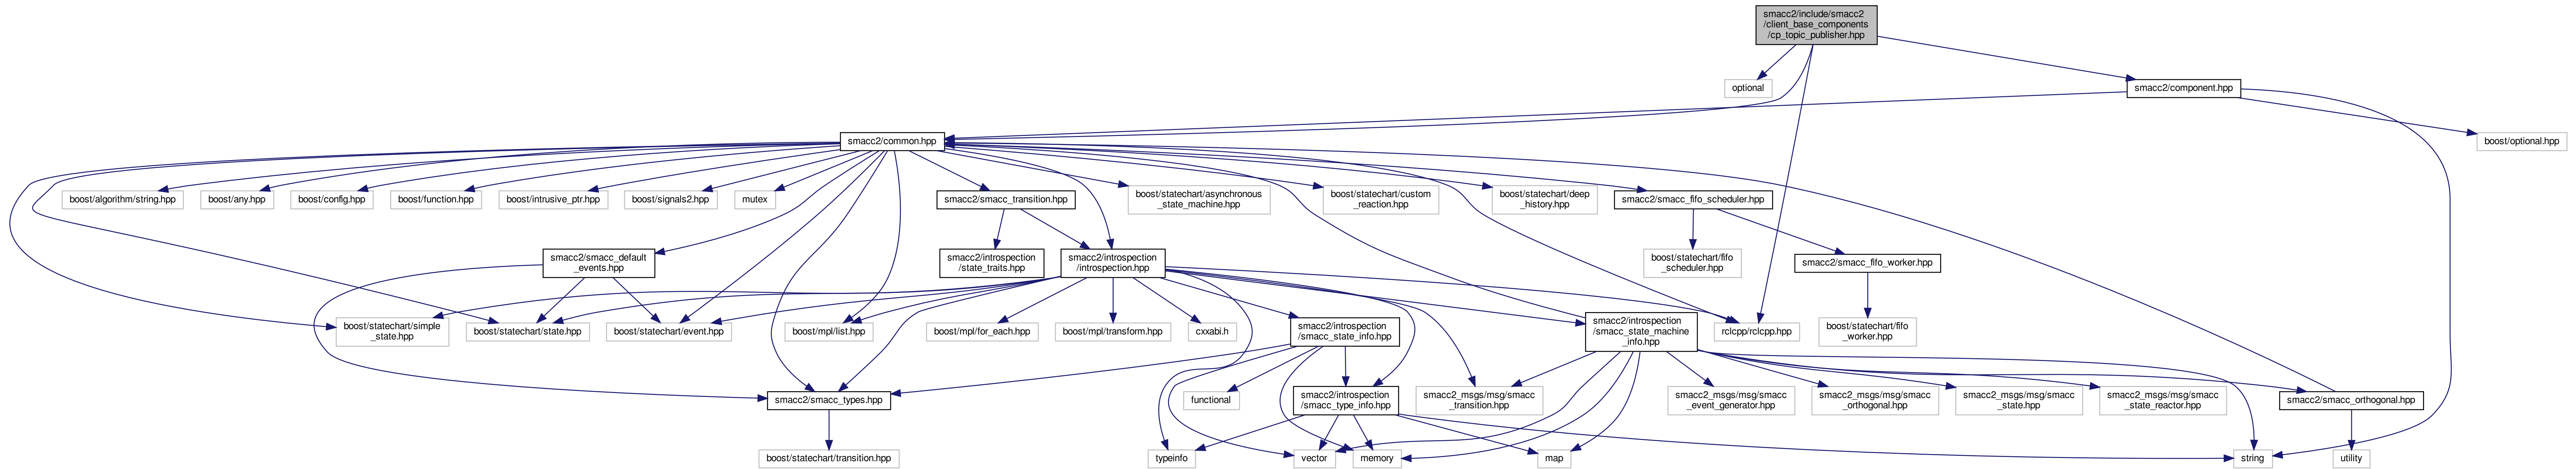 smacc2/include/smacc2
/client_base_components
/cp_topic_publisher.hpp
optional
smacc2/component.hpp
smacc2/common.hpp
boost/optional.hpp
boost/algorithm/string.hpp
boost/any.hpp
boost/config.hpp
boost/function.hpp
boost/intrusive_ptr.hpp
boost/signals2.hpp
mutex
smacc2/smacc_transition.hpp
boost/statechart/asynchronous
_state_machine.hpp
boost/statechart/custom
_reaction.hpp
boost/statechart/deep
_history.hpp
smacc2/smacc_fifo_scheduler.hpp
smacc2/smacc_default
_events.hpp
smacc2/introspection
/state_traits.hpp
smacc2/introspection
/introspection.hpp
boost/statechart/fifo
_scheduler.hpp
smacc2/smacc_fifo_worker.hpp
boost/statechart/simple
_state.hpp
boost/statechart/state.hpp
boost/statechart/event.hpp
boost/mpl/list.hpp
boost/mpl/for_each.hpp
boost/mpl/transform.hpp
cxxabi.h
smacc2/introspection
/smacc_state_info.hpp
smacc2/introspection
/smacc_state_machine
_info.hpp
rclcpp/rclcpp.hpp
boost/statechart/fifo
_worker.hpp
smacc2/smacc_types.hpp
functional
smacc2/introspection
/smacc_type_info.hpp
smacc2_msgs/msg/smacc
_transition.hpp
smacc2_msgs/msg/smacc
_event_generator.hpp
smacc2_msgs/msg/smacc
_orthogonal.hpp
smacc2_msgs/msg/smacc
_state.hpp
smacc2_msgs/msg/smacc
_state_reactor.hpp
smacc2/smacc_orthogonal.hpp
boost/statechart/transition.hpp
typeinfo
vector
memory
map
string
utility